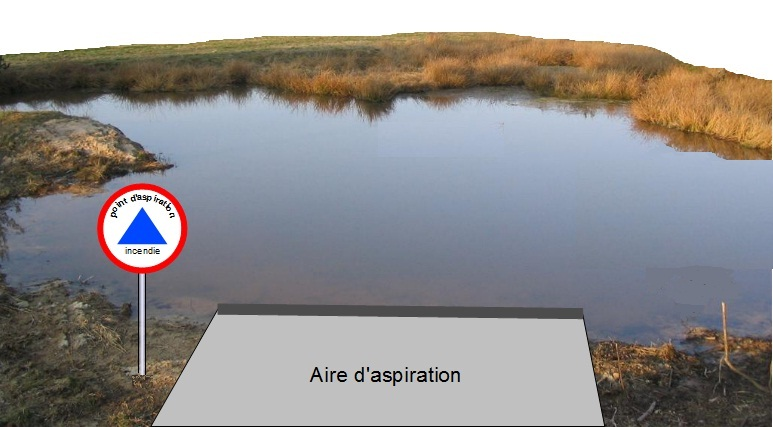 point d'aspiration
incendie
Aire d'aspiration